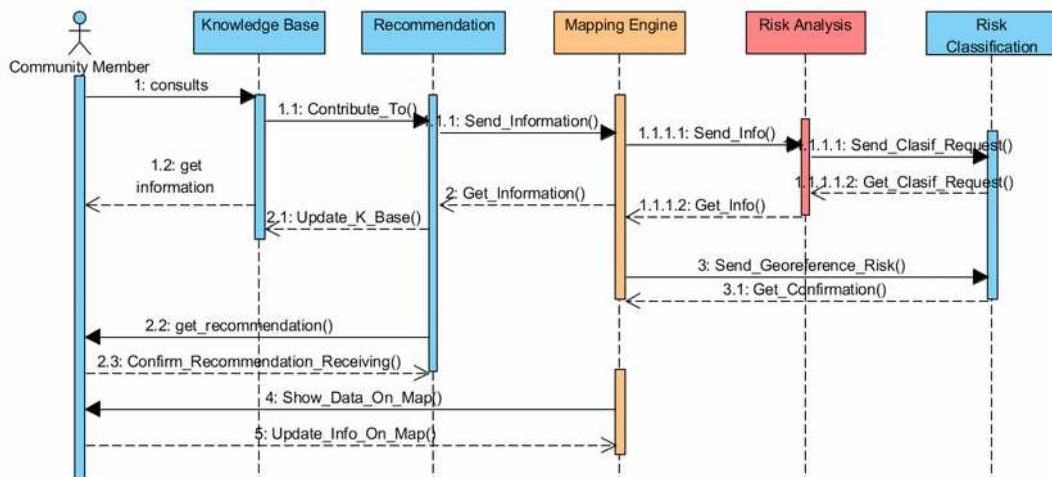 Knowledge Base
Recommendation
Mapping Engine
Risk Analysis
Risk
Classification
Community Member
1: consults
1.1: Contribute_To()
1.1.1: Send_Information()
1.1.1.1: Send_Info()
1.1.1.1: Send_Clasif_Request()
1.2: get
information
2: Get_Information()
1.1.1.1.2: Get_Clasif_Request()
2.1: Update_K_Base()
1.1.1.2: Get_Info()
3: Send_Georeference_Risk()
3.1: Get_Confirmation()
2.2: get_recommendation()
2.3: Confirm_Recommendation_Receiving()
4: Show_Data_On_Map()
5: Update_Info_On_Map()